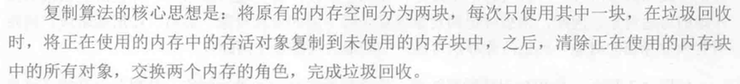 复制算法的核心思想是：将原有的内存空间分为两块，每次只使用其中一块，在垃圾回收
时，将正在使用的内存中的存活对象复制到未使用的内存块中，之后，清除正在使用的内存块
中的所有对象，交换两个内存的角色，完成垃圾回收。